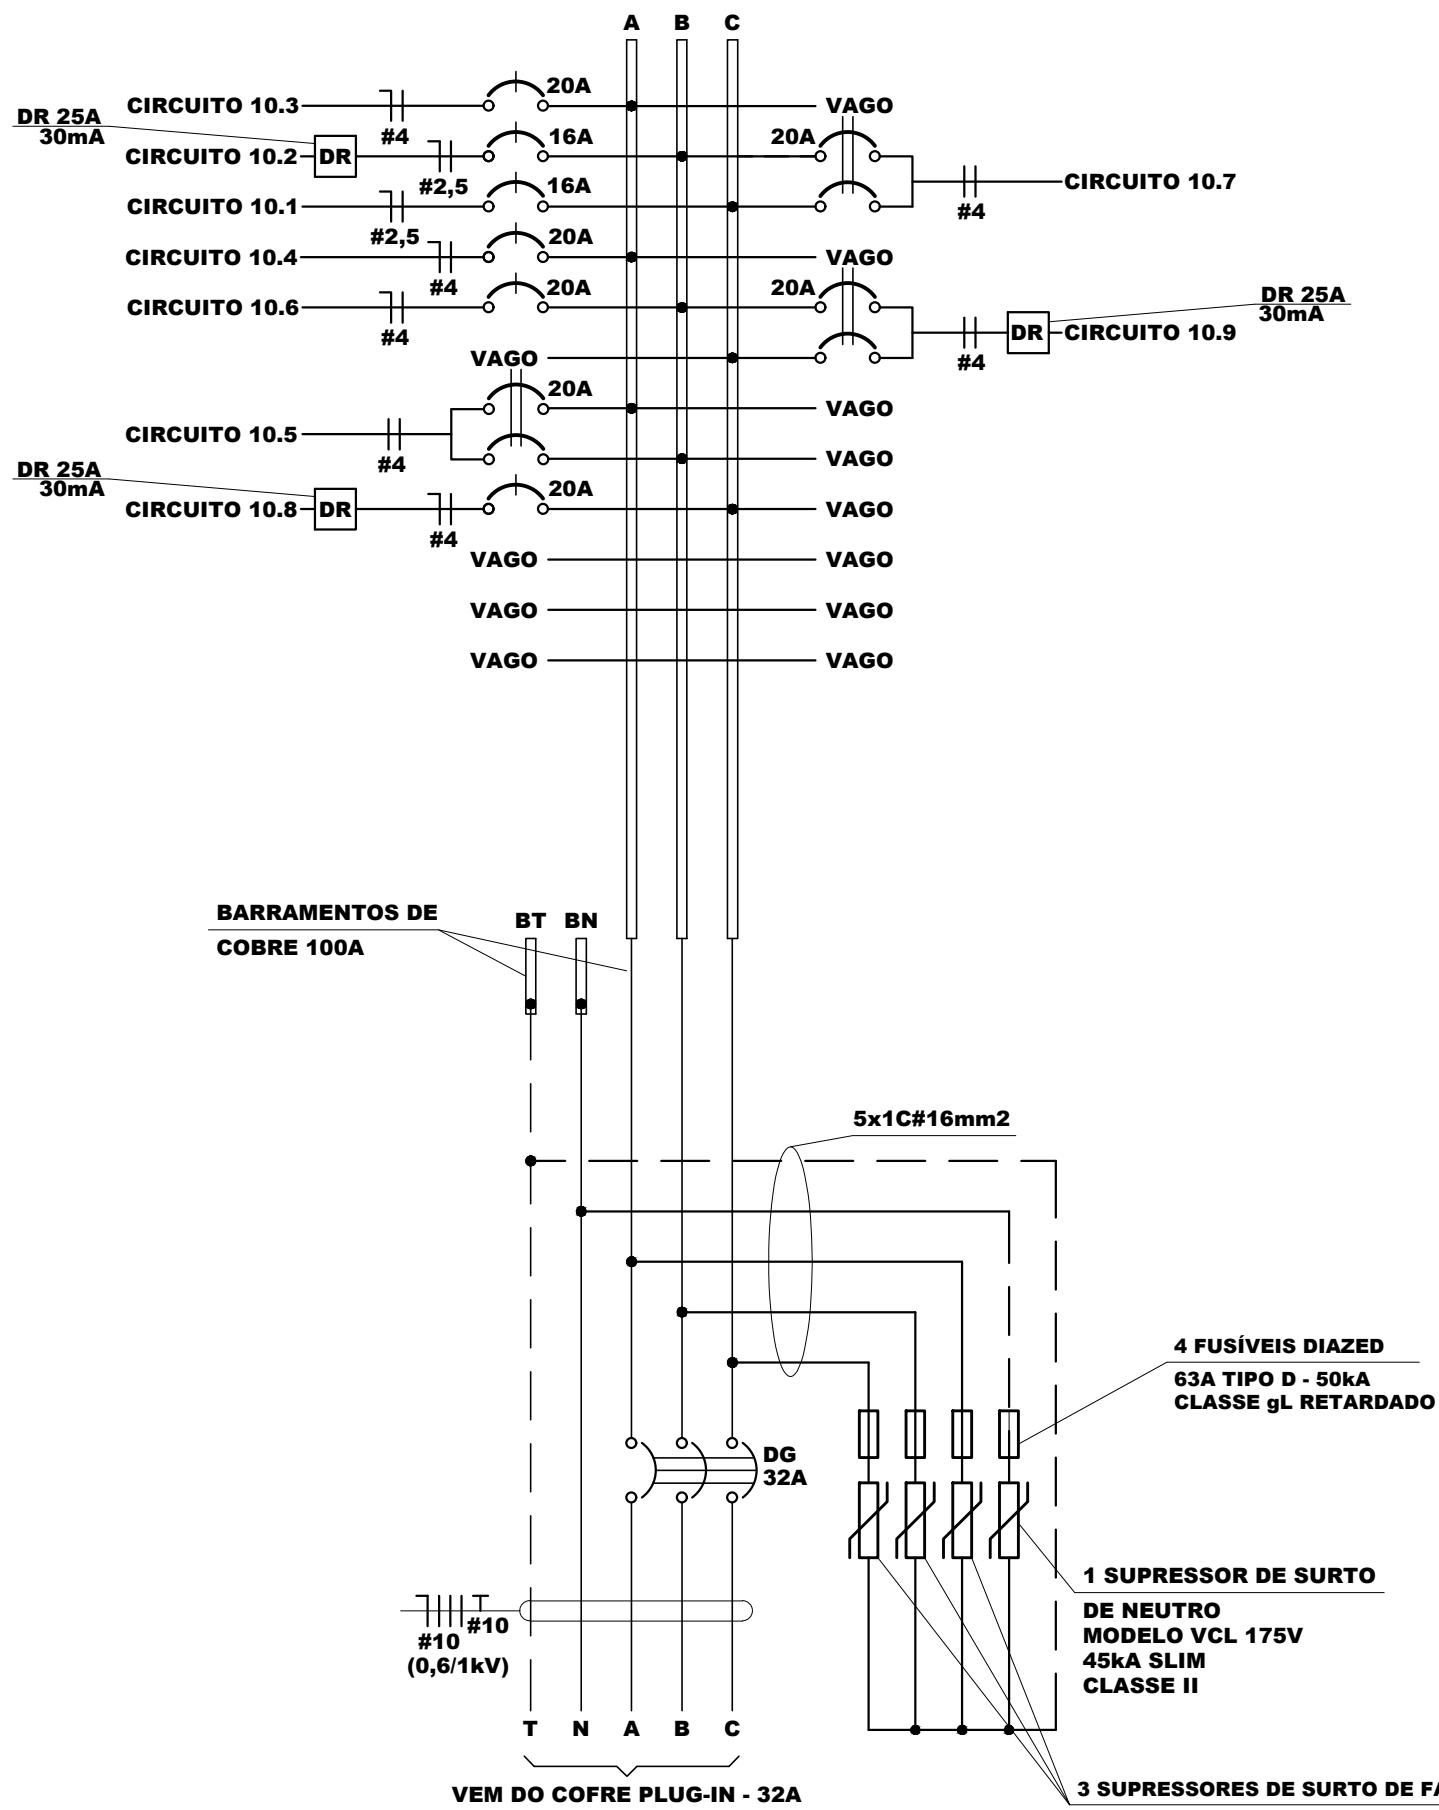 A B C
CIRCUITO 10.3 #4 20A VAGO
DR 25A
30mA
CIRCUITO 10.2 DR #2,5 16A 20A
CIRCUITO 10.7 #4
CIRCUITO 10.1 #2,5 16A
CIRCUITO 10.4 #4 20A VAGO
CIRCUITO 10.6 #4 20A 20A
DR 25A
30mA
#4 DR CIRCUITO 10.9
VAGO
20A VAGO
CIRCUITO 10.5 #4
VAGO
DR 25A
30mA
CIRCUITO 10.8 DR #4 20A VAGO
VAGO VAGO
VAGO VAGO
VAGO VAGO
BARRAMENTOS DE
COBRE 100A
BT BN
5x1C#16mm2
4 FUSÍVEIS DIAZED
63A TIPO D - 50kA
CLASSE gL RETARDADO
DG
32A
1 SUPRESSOR DE SURTO
DE NEUTRO
MODELO VCL 175V
45kA SLIM
CLASSE II
#10 #10
(0,6/1kV)
T N A B C
3 SUPRESSORES DE SURTO DE
VEM DO COFRE PLUG-IN - 32A